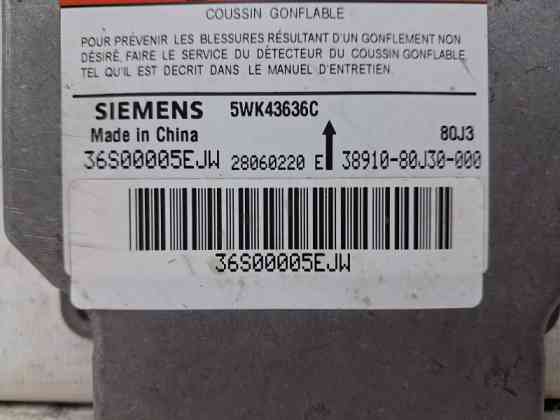 COUSSIN GONFLABLE
POUR PRÉVENIR LES BLESSURES RÉSULTANT D'UN GONFLEMENT NON
DÉSIRÉ, FAIRE LE SERVICE DU DÉTECTEUR DU COUSSIN GONFLABLE
TEL QU'IL EST DECRIT DANS LE MANUEL D'ENTRETIEN.
SIEMENS 5WK43636C
Made in China 80J3
36S00005EJW 28060220 E 38910-80J30-000
36S00005EJW